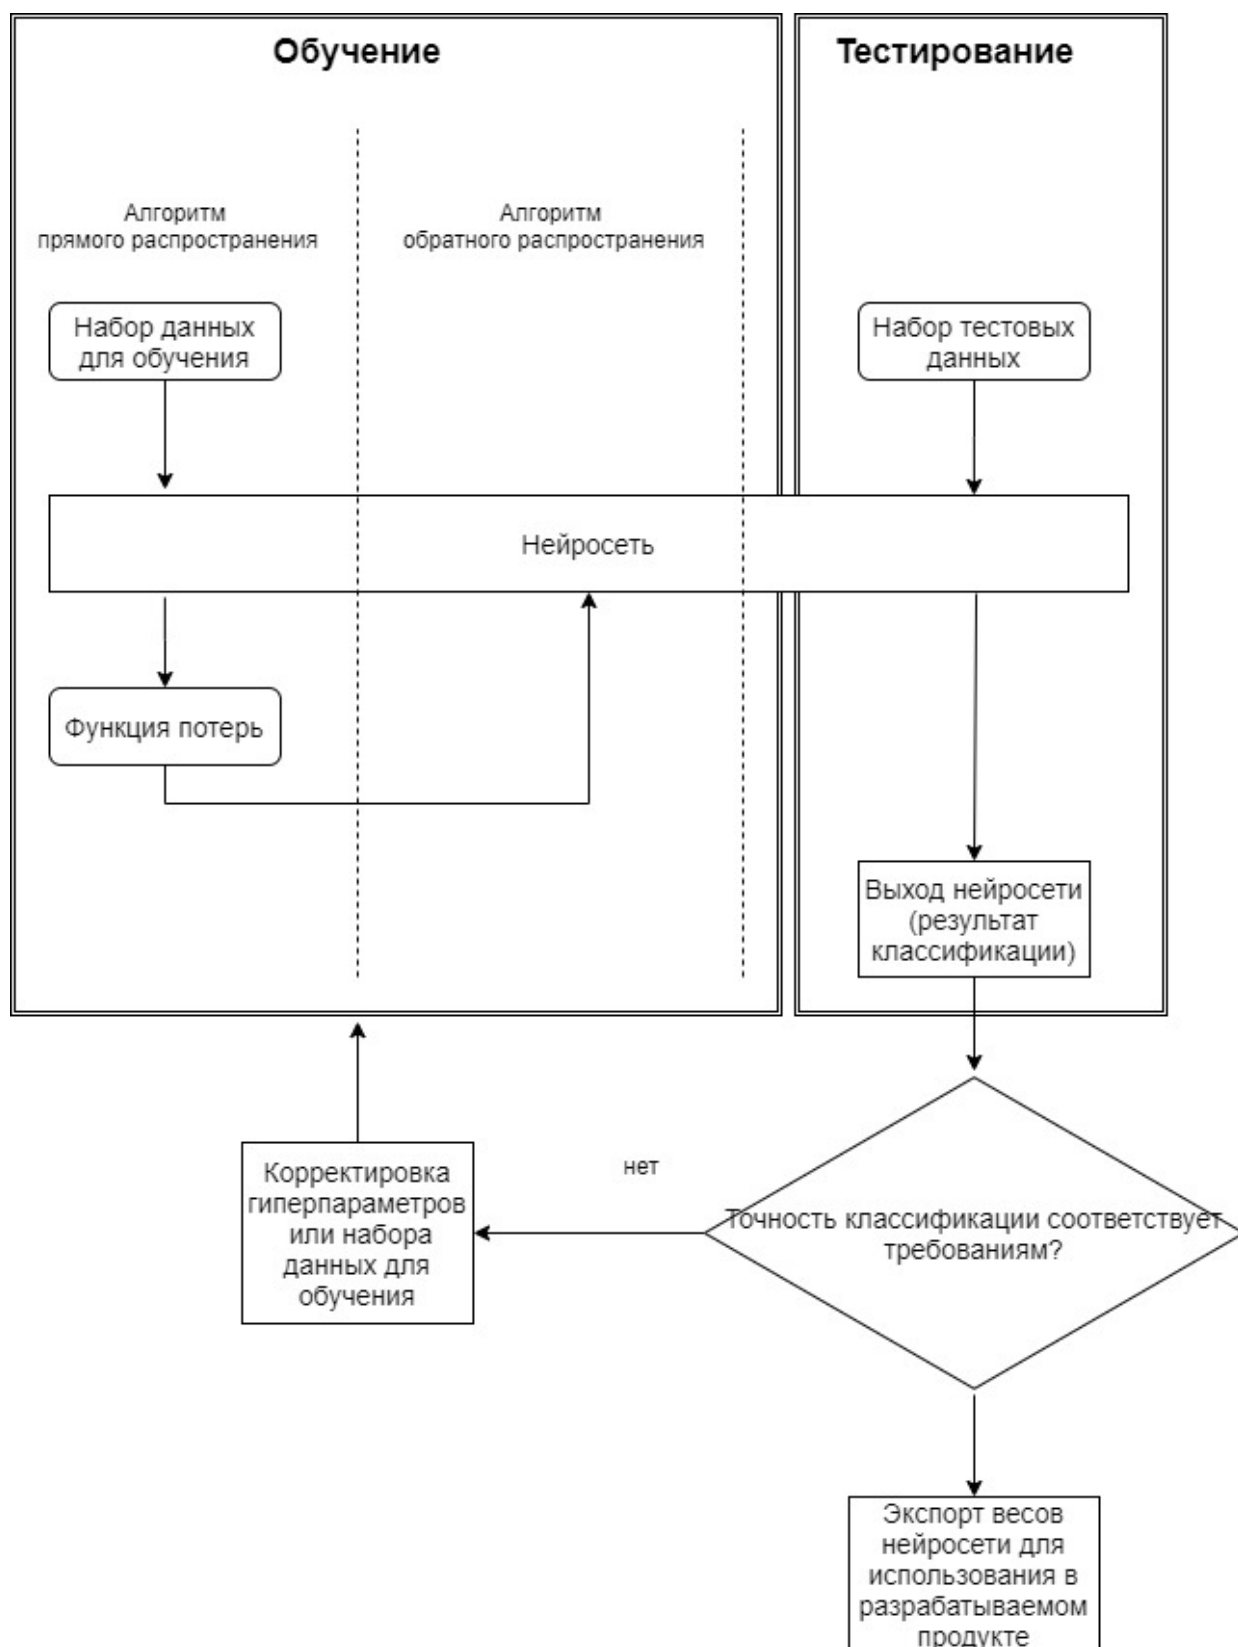 Обучение
Тестирование
Алгоритм
прямого распространения
Алгоритм
обратного распространения
Набор данных
для обучения
Набор тестовых
данных
Нейросеть
Функция потерь
Выход нейросети
(результат
классификации)
Корректировка
гиперпараметров
или набора
данных для
обучения
нет
Точность классификации соответствует
требованиям?
Экспорт весов
нейросети для
использования в
разрабатываемом
продукте